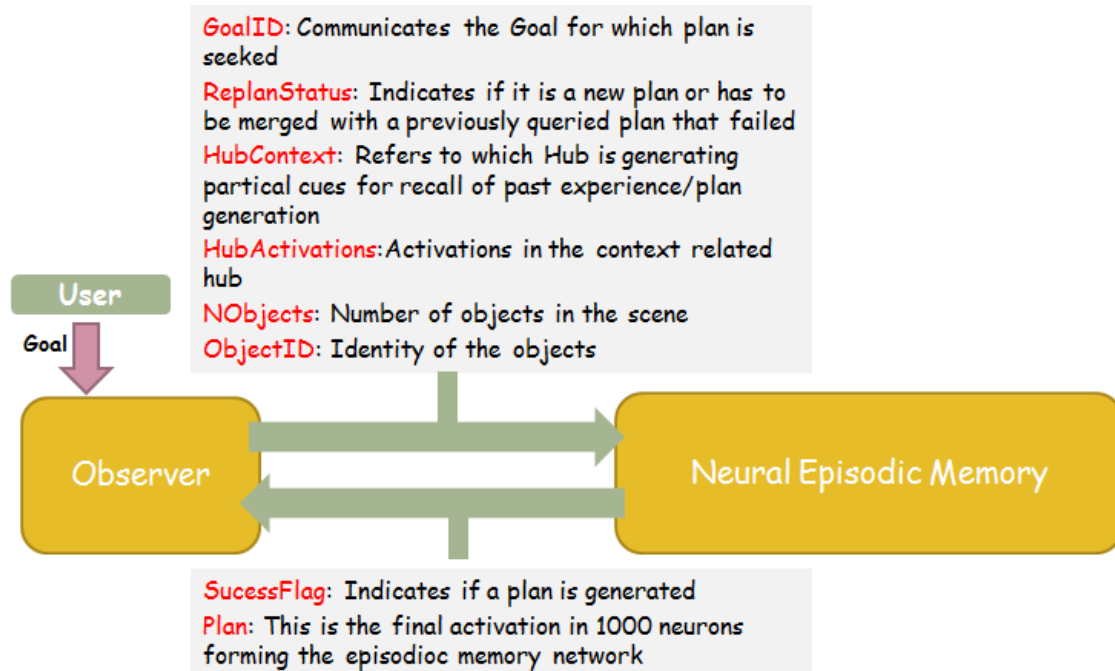 GoalID: Communicates the Goal for which plan is
seeked
ReplanStatus: Indicates if it is a new plan or has to
be merged with a previously queried plan that failed
HubContext: Refers to which Hub is generating
partical cues for recall of past experience/plan
generation
HubActivations:Activations in the context related
hub
NObjects: Number of objects in the scene
ObjectID: Identity of the objects
User
Goal
Observer
Neural Episodic Memory
SucessFlag: Indicates if a plan is generated
Plan: This is the final activation in 1000 neurons
forming the episodioc memory network